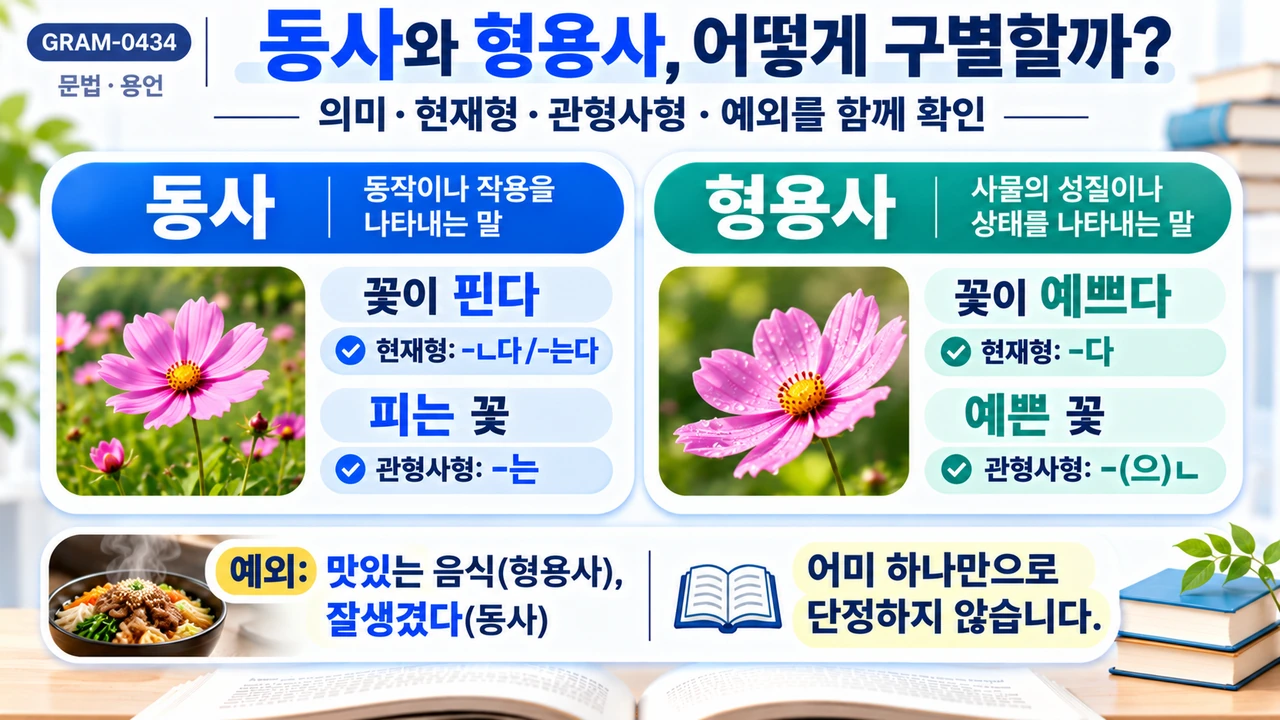 GRAM-0434
문법 · 용언
동사와 형용사, 어떻게 구별할까?
의미 · 현재형 · 관형사형 · 예외를 함께 확인
동사
동작이나 작용을
나타내는 말
꽃이 핀다
현재형: -ㄴ다/-는다
피는 꽃
관형사형: -는
형용사
사물의 성질이나
상태를 나타내는 말
꽃이 예쁘다
현재형: -다
예쁜 꽃
관형사형: -(으)ㄴ
예외: 맛있는 음식(형용사),
잘생겼다(동사)
어미 하나만으로
단정하지 않습니다.